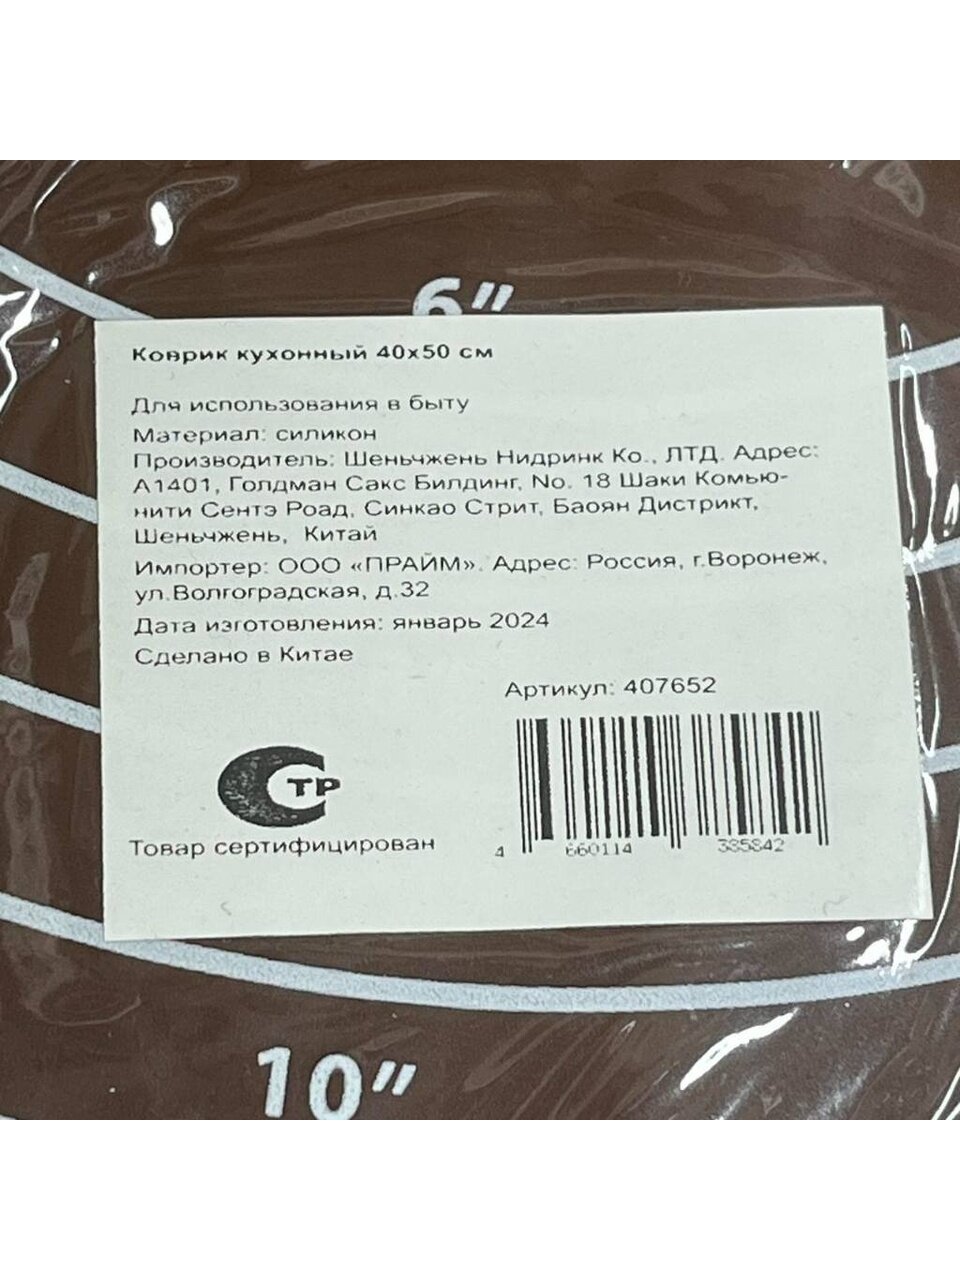 6"
Коврик кухонный 40х50 см
Для использования в быту
Материал: силикон
Производитель: Шеньчжень Нидринк Ко., ЛТД. Адрес:
А1401, Голдман Сакс Билдинг, No. 18 Шаки Комью-
нити Сентэ Роад, Синкао Стрит, Баоян Дистрикт,
Шеньчжень, Китай
Импортер: ООО «ПРАЙМ». Адрес: Россия, г.Воронеж,
ул.Волгоградская, д.32
Дата изготовления: январь 2024
Сделано в Китае
Артикул: 407652
ТР
Товар сертифицирован
4 660114 385842
10"